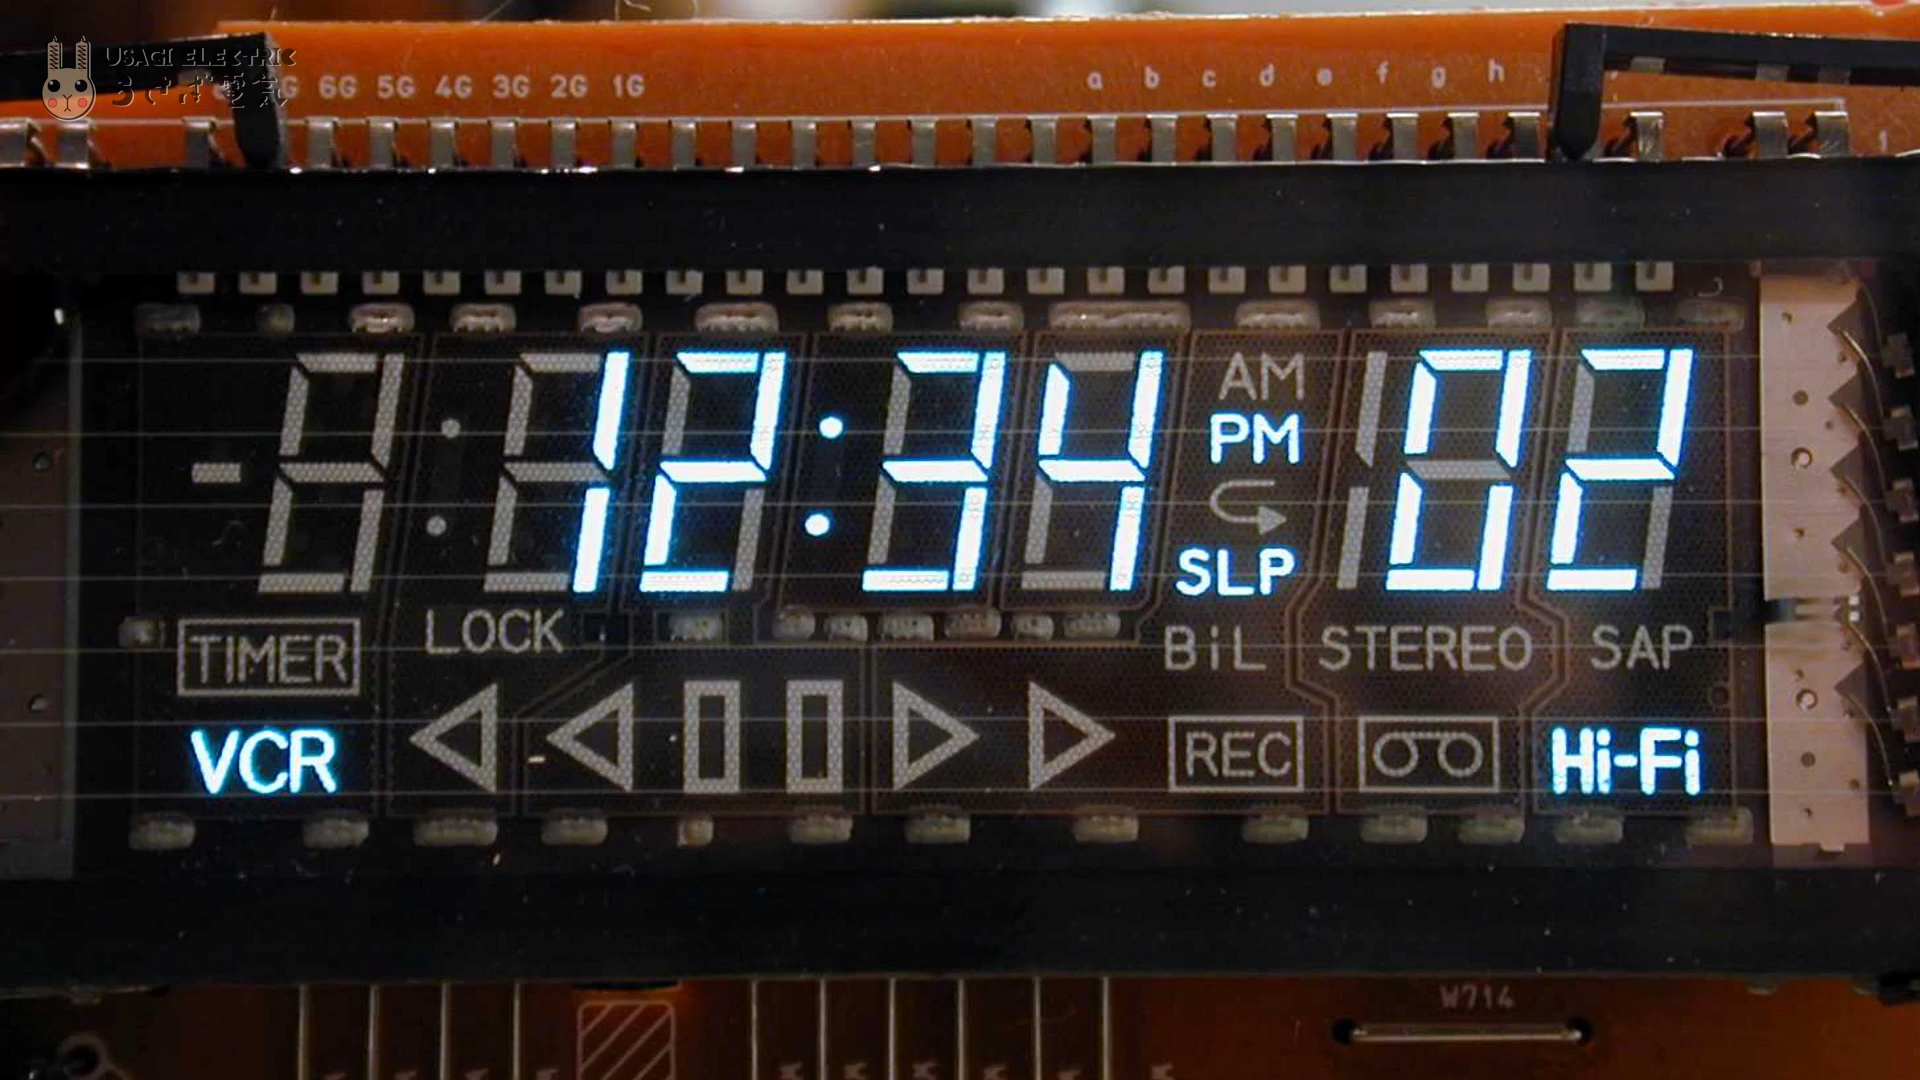 USAGI ELECTRIC
うさぎ電気
6G 5G 4G 3G 2G 1G
a b c d e f g h
12:34
AM
PM
SLP
02
TIMER
LOCK
BiL
STEREO
SAP
VCR
REC
Hi-Fi
W714